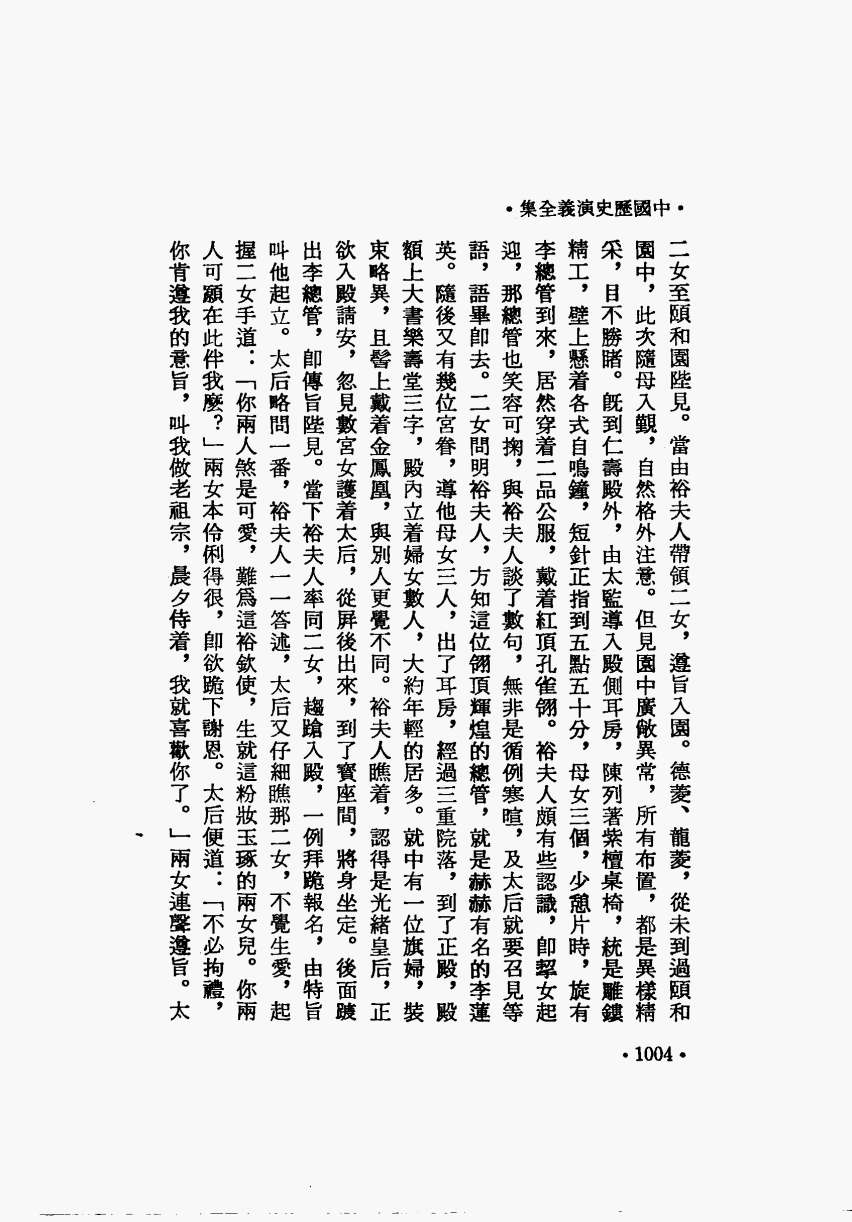 •中國歷史演義全集•
二女至頤和園陛見。當由裕夫人帶領二女，遵旨入園。德菱、龍菱，從未到過頤和
園中，此次隨母入覲，自然格外注意。但見園中廣敞異常，所有布置，都是異樣精
采，目不勝睹。既到仁壽殿外，由太監導入殿側耳房，陳列著紫檀桌椅，統是雕鏤
精工，壁上懸着各式自鳴鐘，短針正指到五點五十分，母女三個，少憩片時，旋有
李總管到來，居然穿着二品公服，戴着紅頂孔雀翎。裕夫人頗有些認識，卽挈女起
迎，那總管也笑容可掬，與裕夫人談了數句，無非是循例寒暄，及太后就要召見等
語，語畢卽去。二女問明裕夫人，方知這位翎頂輝煌的總管，就是赫赫有名的李蓮
英。隨後又有幾位宮眷，導他母女三人，出了耳房，經過三重院落，到了正殿，殿
額上大書樂壽堂三字，殿內立着婦女數人，大約年輕的居多。就中有一位旗婦，裝
束略異，且髻上戴着金鳳凰，與別人更覺不同。裕夫人瞧着，認得是光緒皇后，正
欲入殿請安，忽見數宮女護着太后，從屏後出來，到了寶座間，將身坐定。後面踱
出李總管，卽傳旨陛見。當下裕夫人率同二女，趨蹌入殿，一例拜跪報名，由特旨
叫他起立。太后略問一番，裕夫人一一答述，太后又仔細瞧那二女，不覺生愛，起
握二女手道：「你兩人煞是可愛，難爲這裕欽使，生就這粉妝玉琢的兩女兒。你兩
人可願在此伴我麼？」兩女本伶俐得很，卽欲跪下謝恩。太后便道：「不必拘禮，
你肯遵我的意旨，叫我做老祖宗，晨夕侍着，我就喜歡你了。」兩女連聲遵旨。太
•1004•